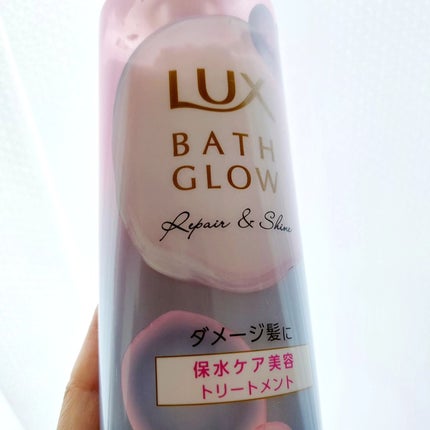 LUX
BATH
GLOW
Repair & Shine
ダメージ髪に
保水ケア美容
トリートメント